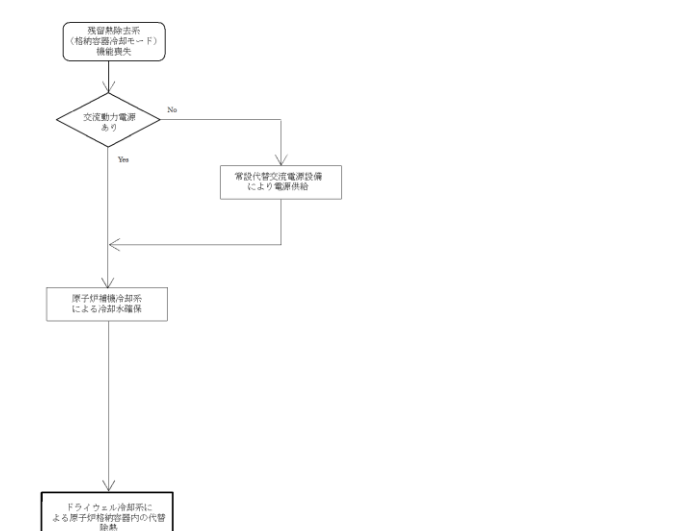 残留熱除去系
（格納容器冷却モード）
機能喪失
交流動力電源
あり
No
Yes
常設代替交流電源設備
により電源供給
原子炉補機冷却系
による冷却水確保
ドライウェル冷却系に
よる原子炉格納容器内の代替
除熱